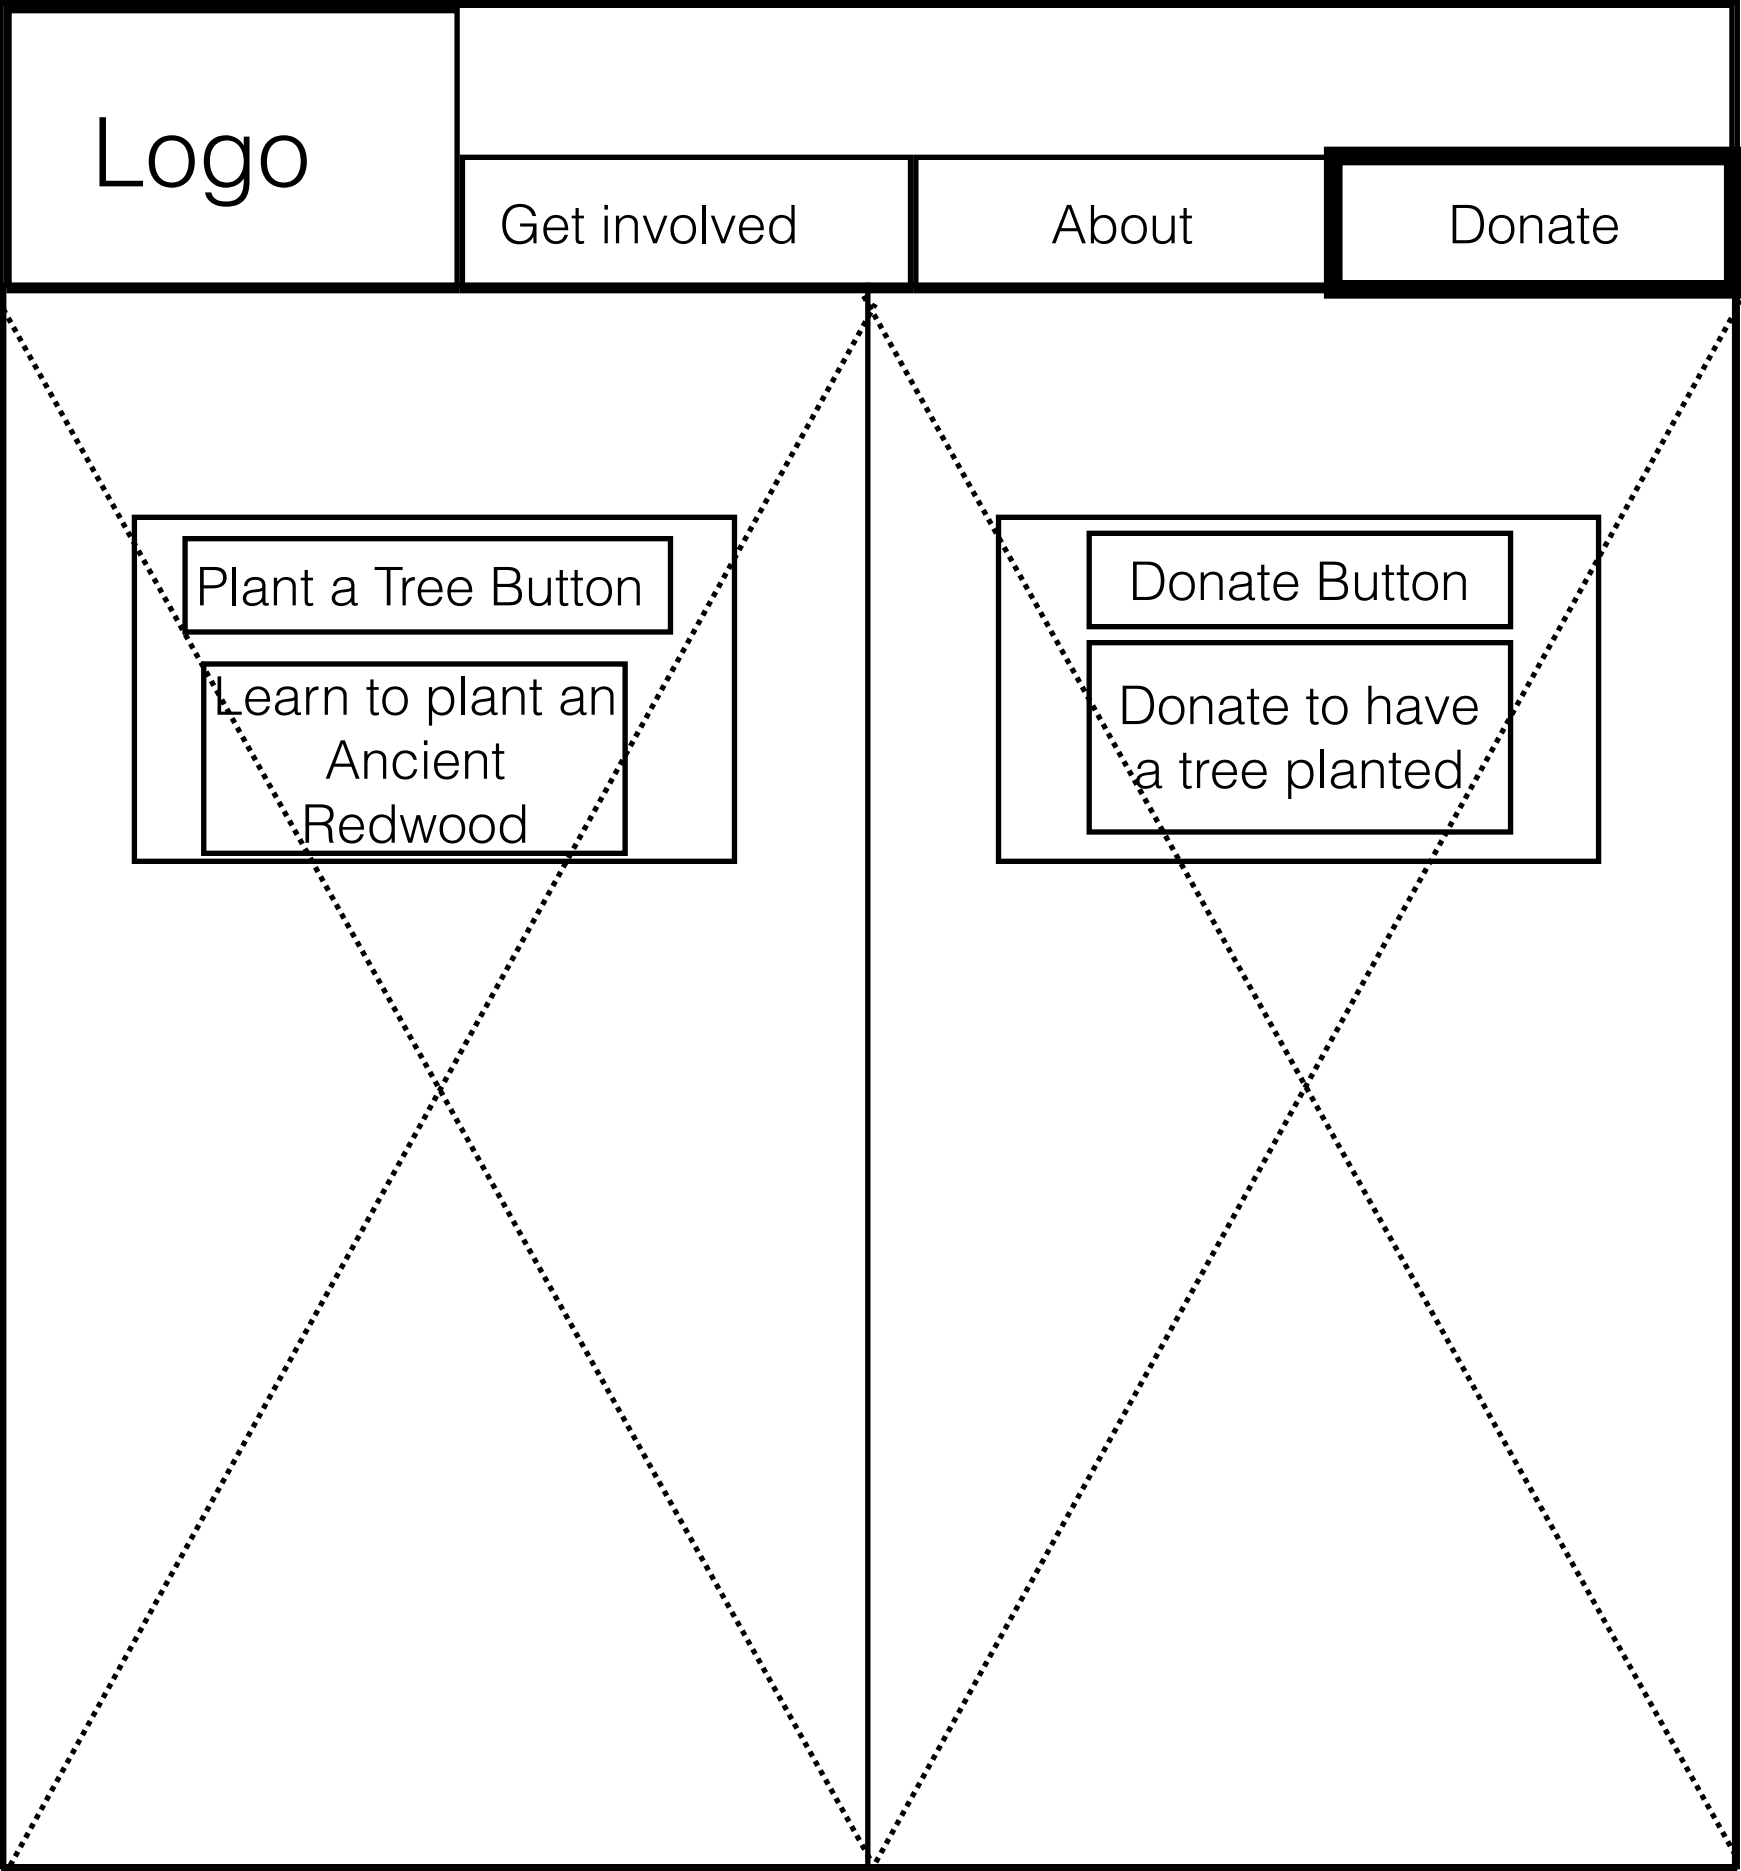 Logo
Get involved
About
Donate
Plant a Tree Button
Learn to plant an
Ancient
Redwood
Donate Button
Donate to have
a tree planted